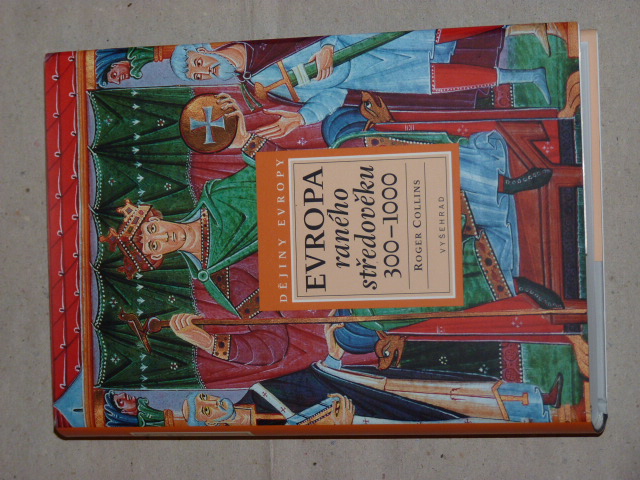 DĚJINY EVROPY
EVROPA
raného
středověku
300–1000
ROGER COLLINS
VYŠEHRAD